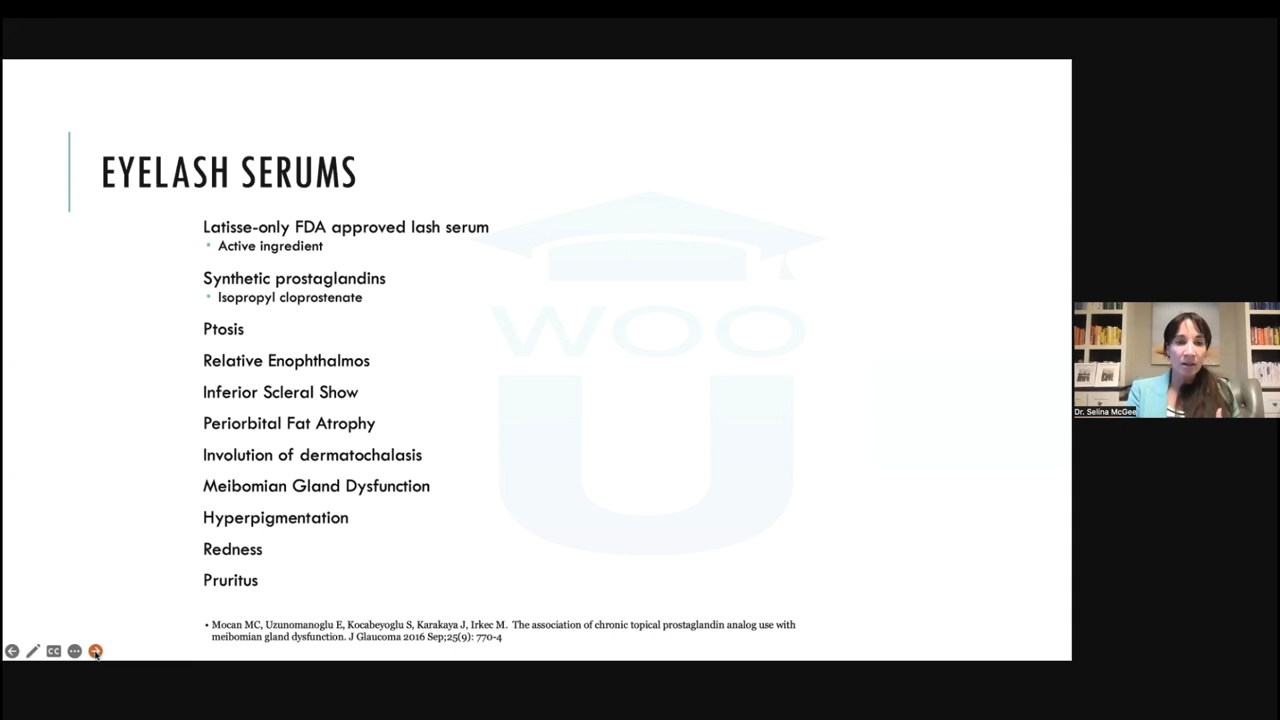 EYELASH SERUMS
Latisse-only FDA approved lash serum
• Active ingredient
Synthetic prostaglandins
• Isopropyl cloprostenate
Ptosis
Relative Enophthalmos
Inferior Scleral Show
Periorbital Fat Atrophy
Involution of dermatochalasis
Meibomian Gland Dysfunction
Hyperpigmentation
Redness
Pruritus
• Mocan MC, Uzunomanoglu E, Kocabeyoglu S, Karakaya J, Irkec M. The association of chronic topical prostaglandin analog use with
meibomian gland dysfunction. J Glaucoma 2016 Sep;25(9): 770-4
WOO
U
CC
Dr. Selina McGee